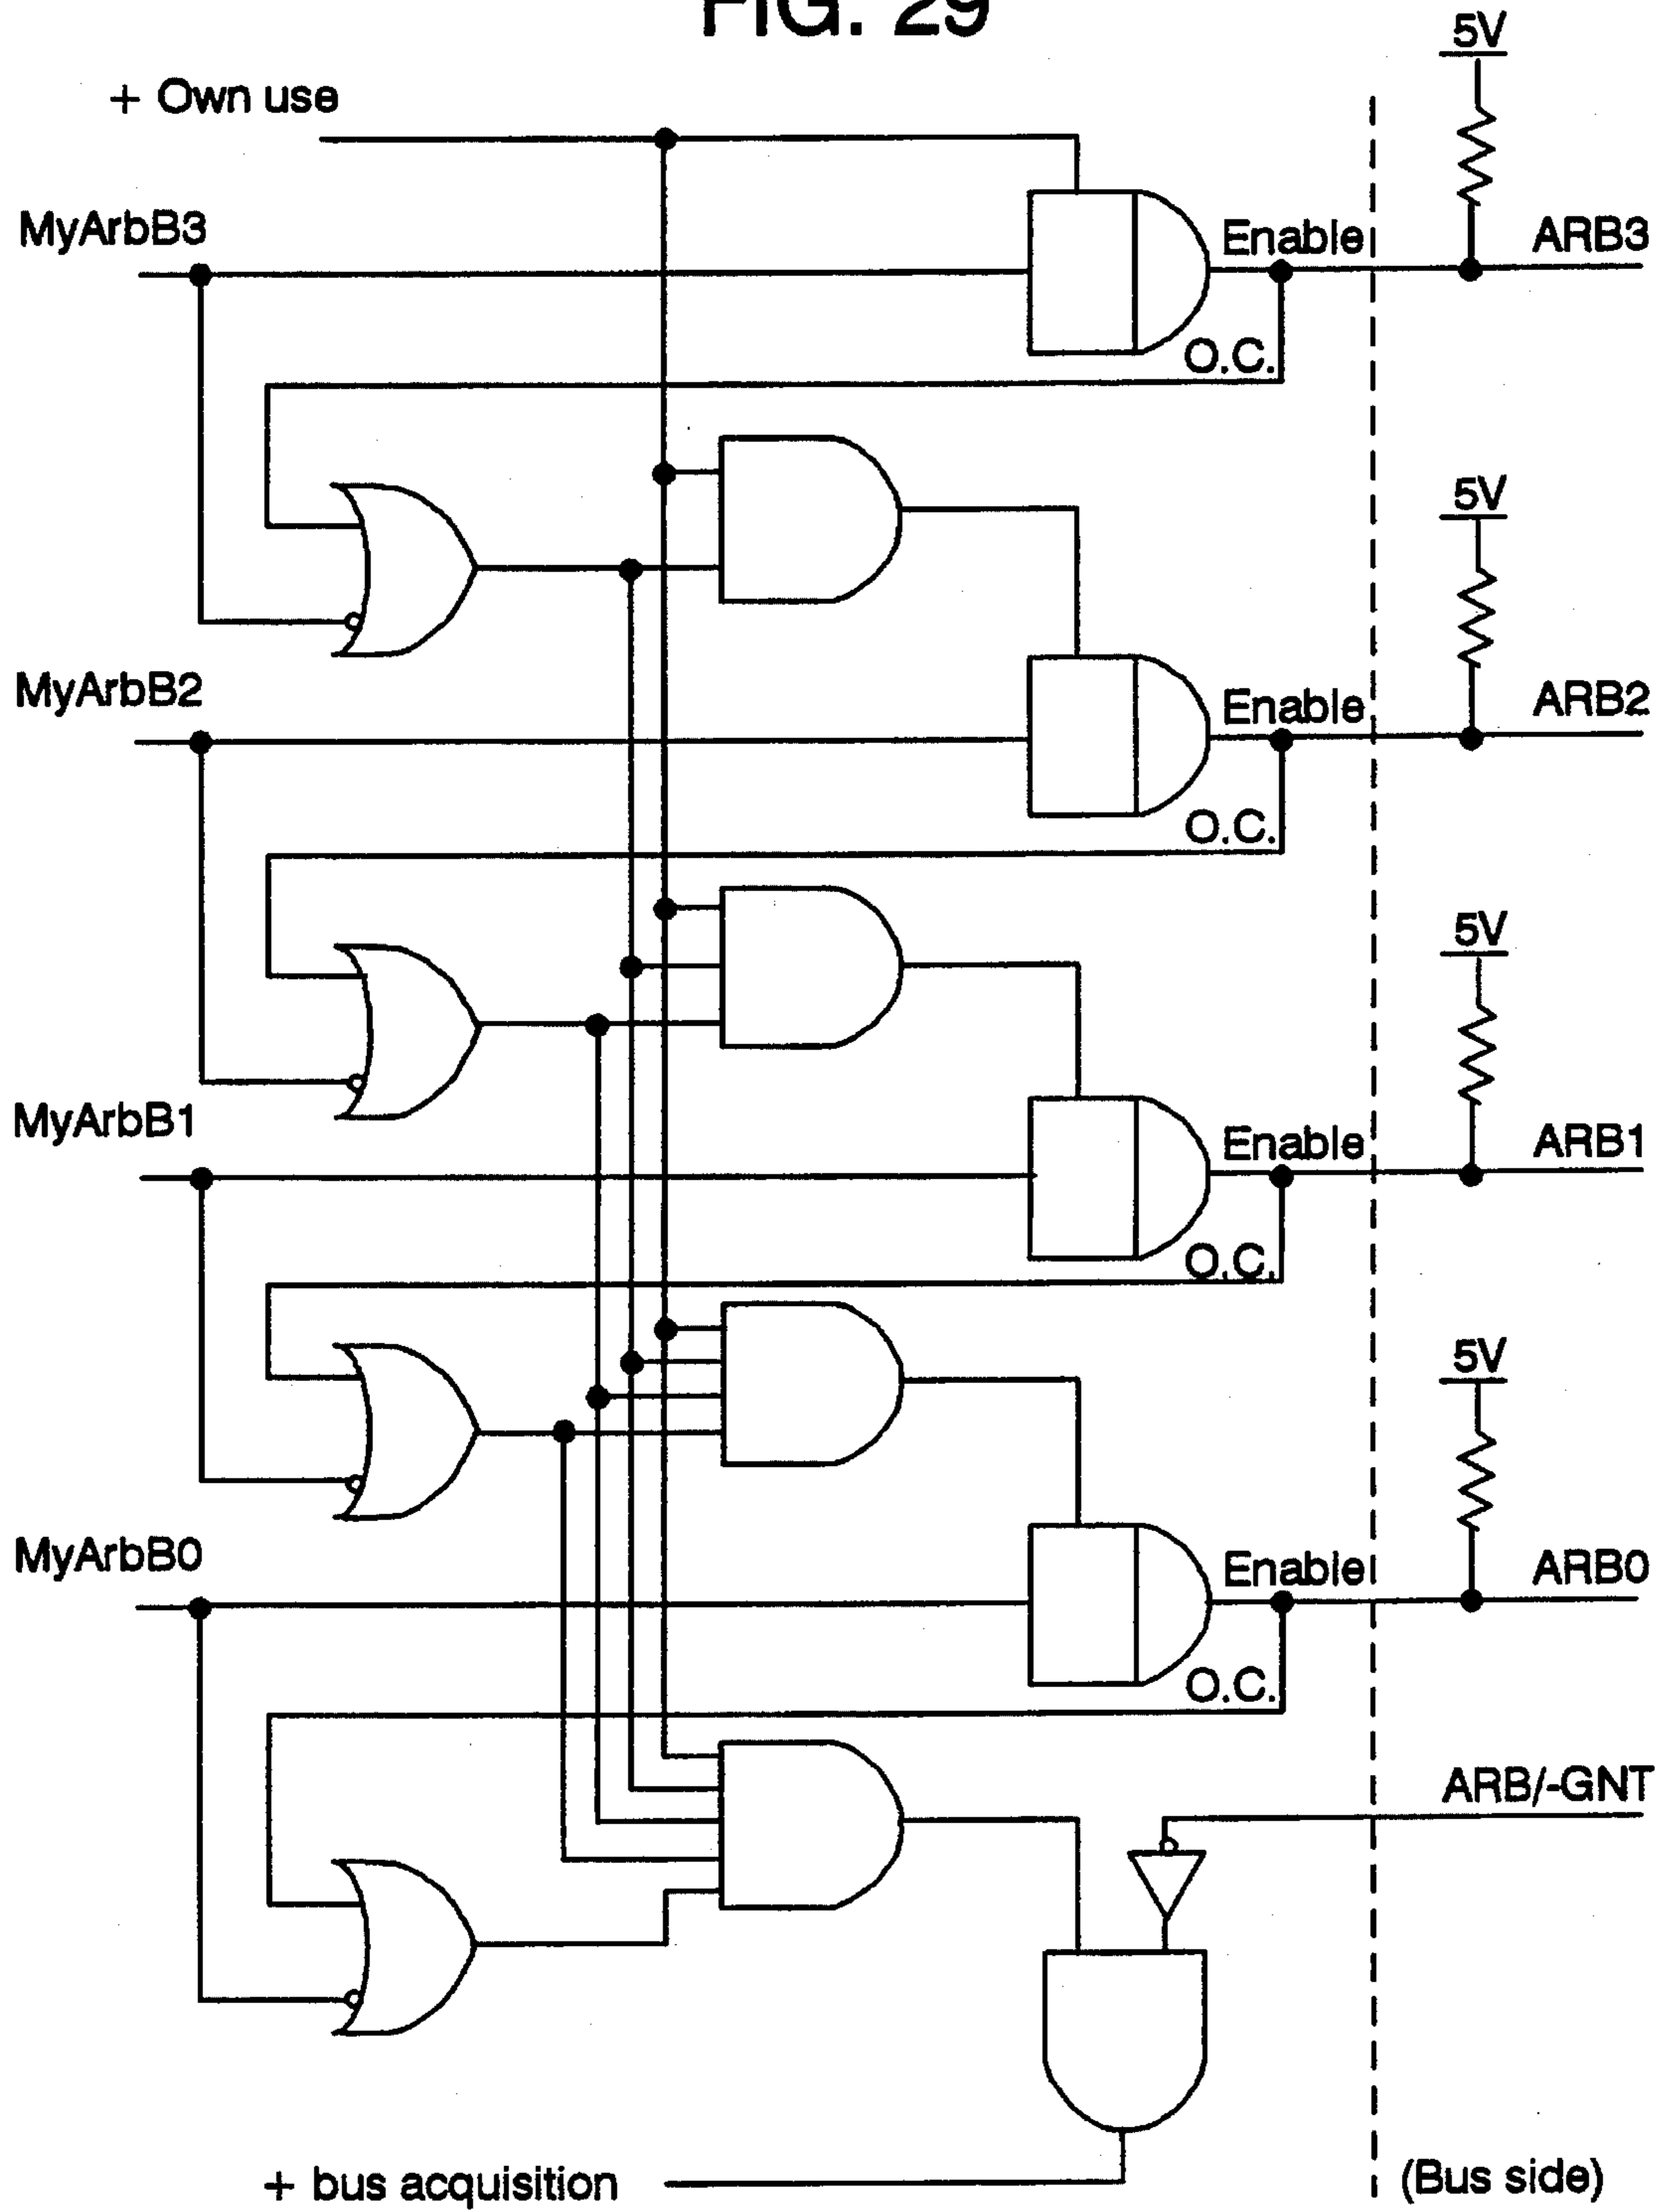 FIG. 29
5V
+ Own use
MyArbB3
Enable
ARB3
O.C.
5V
MyArbB2
Enable
ARB2
O.C.
5V
MyArbB1
Enable
ARB1
O.C.
5V
MyArbB0
Enable
ARB0
O.C.
ARB/-GNT
+ bus acquisition
(Bus side)